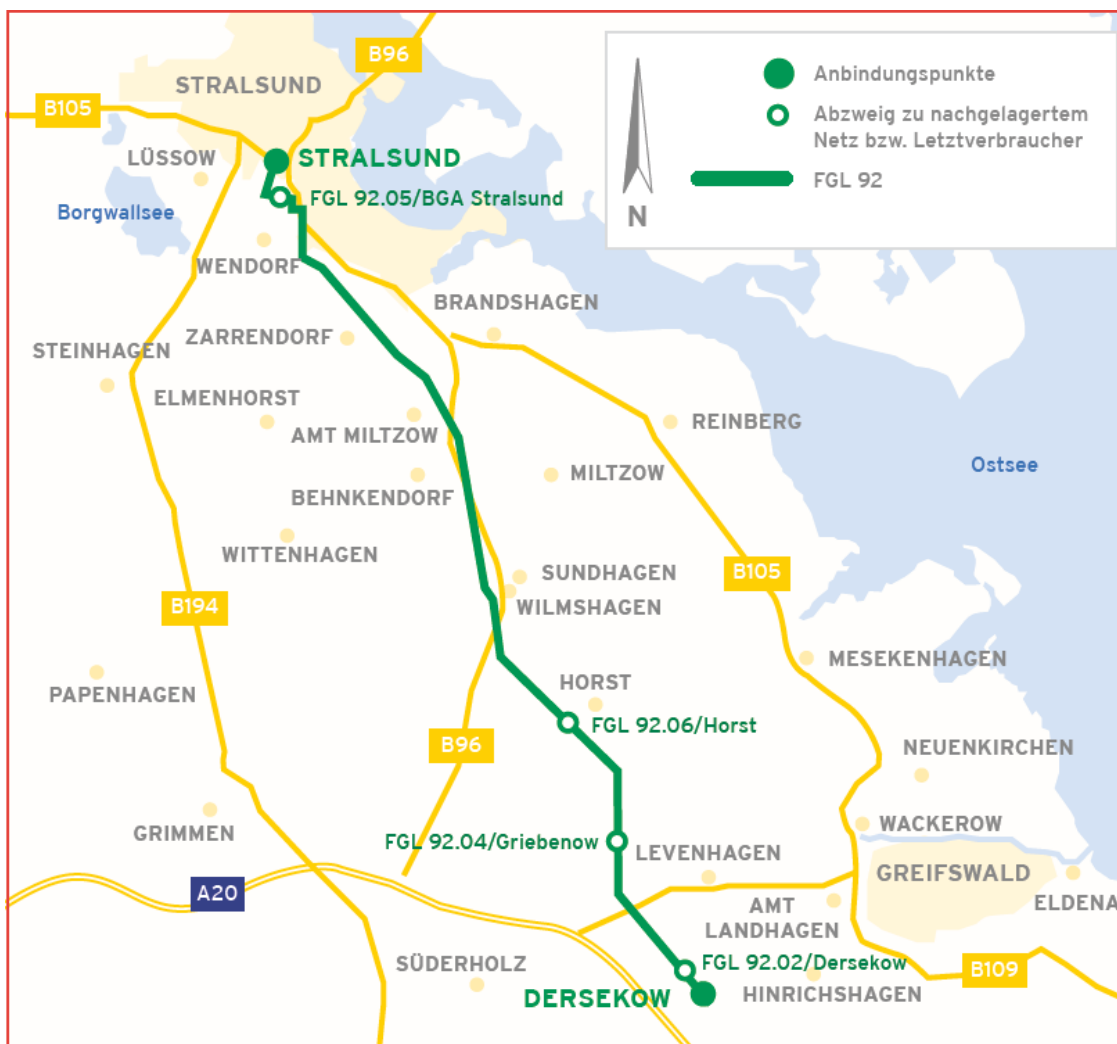 B96
STRALSUND
B105
Anbindungspunkte
Abzweig zu nachgelagertem
Netz bzw. Letztverbraucher
FGL 92
N
LÜSSOW
STRALSUND
FGL 92.05/BGA Stralsund
Borgwallsee
WENDORF
BRANDSHAGEN
ZARRENDORF
STEINHAGEN
ELMENHORST
AMT MILTZOW
REINBERG
Ostsee
BEHNKENDORF
MILTZOW
WITTENHAGEN
SUNDHAGEN
B105
WILMSHAGEN
B194
MESEKENHAGEN
PAPENHAGEN
HORST
FGL 92.06/Horst
B96
NEUENKIRCHEN
GRIMMEN
WACKEROW
FGL 92.04/Griebenow
LEVENHAGEN
GREIFSWALD
A20
ELDENA
AMT
LANDHAGEN
SÜDERHOLZ
FGL 92.02/Dersekow
B109
DERSEKOW
HINRICHSHAGEN